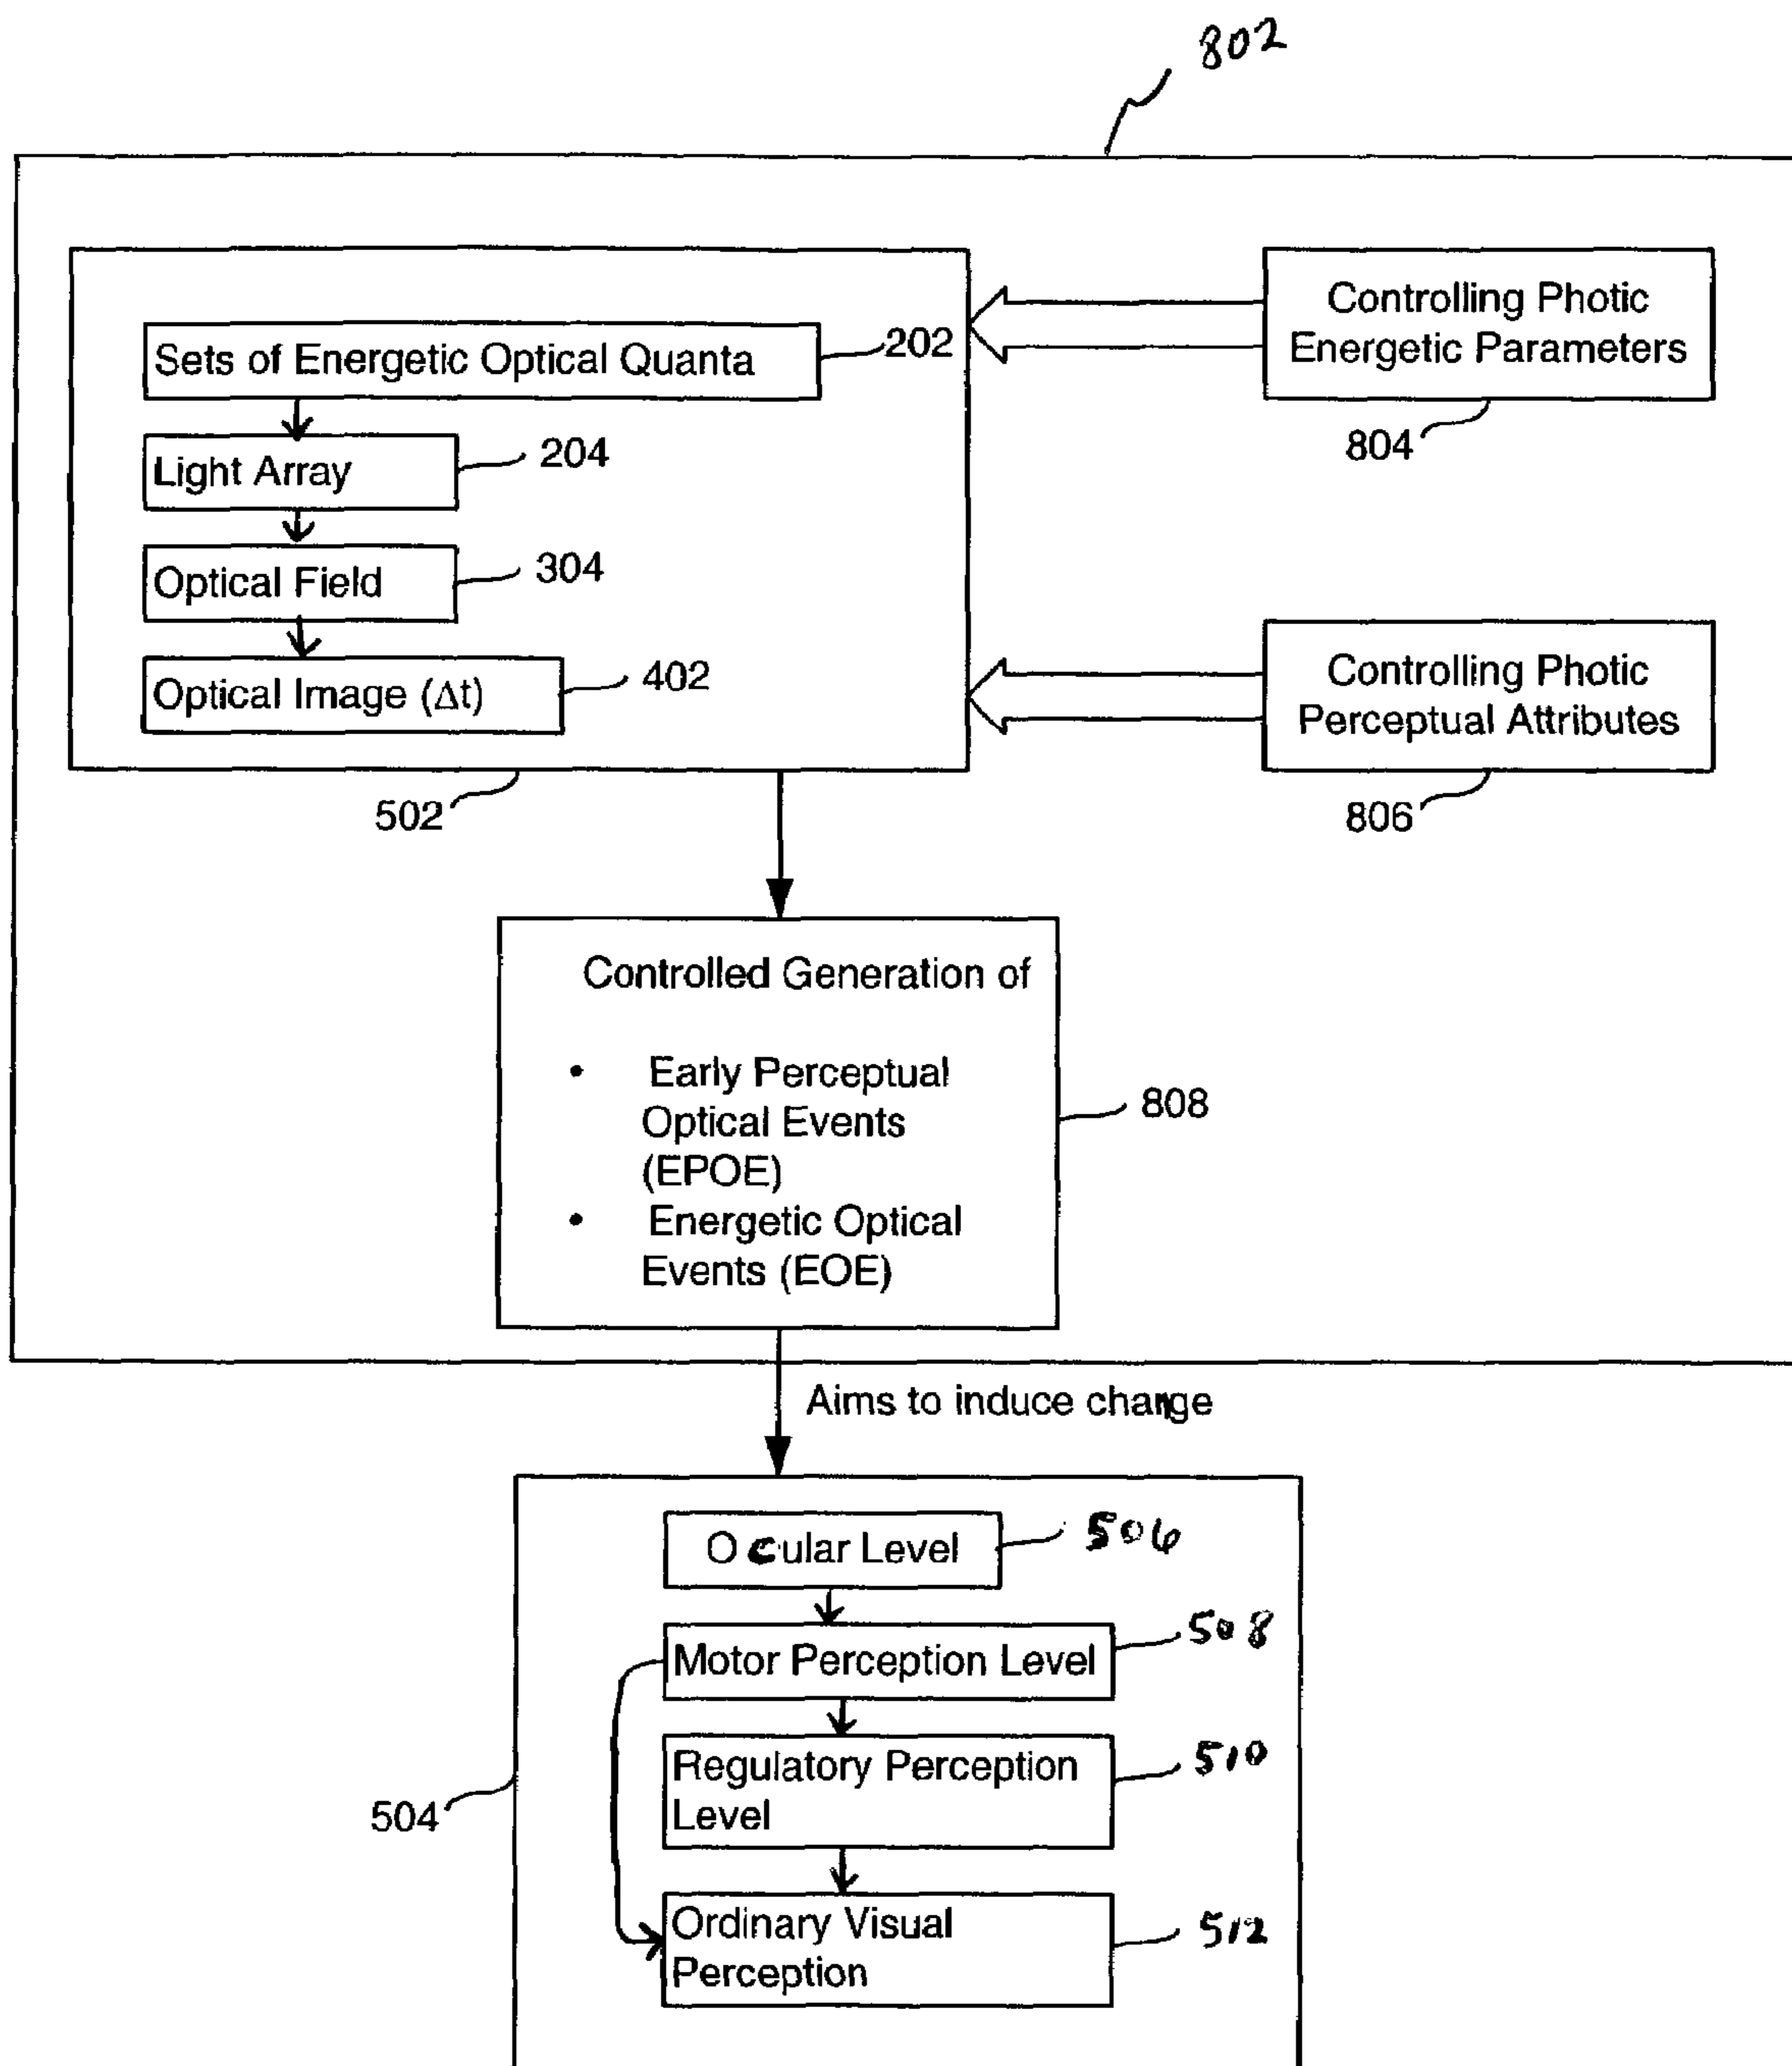 802
Sets of Energetic Optical Quanta
202
Light Array
204
Optical Field
304
Optical Image (Δt)
402
502
Controlling Photic
Energetic Parameters
804
Controlling Photic
Perceptual Attributes
806
Controlled Generation of
• Early Perceptual
Optical Events
(EPOE)
• Energetic Optical
Events (EOE)
808
Aims to induce change
Ocular Level
506
Motor Perception Level
508
Regulatory Perception
Level
510
504
Ordinary Visual
Perception
512